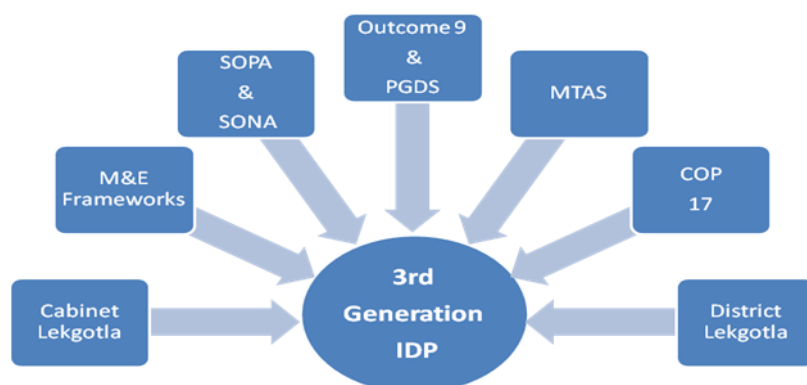 Outcome 9
&
PGDS
SOPA
&
SONA
MTAS
M&E
Frameworks
COP
17
3rd
Generation
IDP
Cabinet
Lekgotla
District
Lekgotla